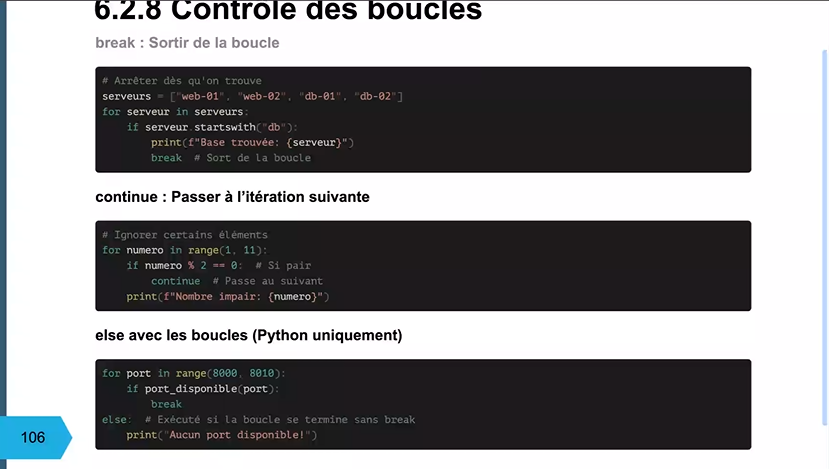 6.2.8 Contrôle des boucles
break : Sortir de la boucle
# Arrêter dès qu'on trouve
serveurs = ["web-01", "web-02", "db-01", "db-02"]
for serveur in serveurs:
    if serveur.startswith("db"):
        print(f"Base trouvée: {serveur}")
        break  # Sort de la boucle
continue : Passer à l’itération suivante
# Ignorer certains éléments
for numero in range(1, 11):
    if numero % 2 == 0:  # Si pair
        continue  # Passe au suivant
    print(f"Nombre impair: {numero}")
else avec les boucles (Python uniquement)
for port in range(8000, 8010):
    if port_disponible(port):
        break
else:  # Exécuté si la boucle se termine sans break
    print("Aucun port disponible!")
106